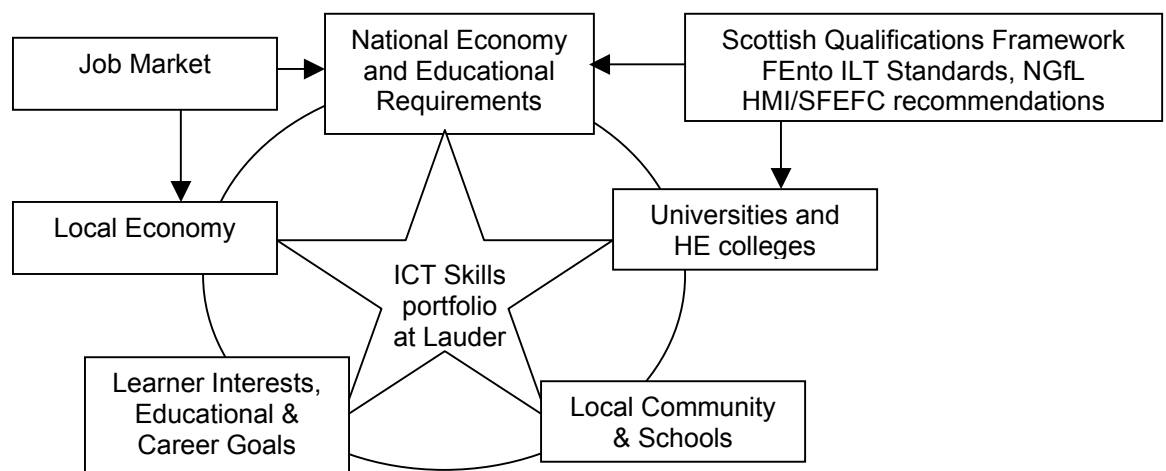 Job Market
National Economy
and Educational
Requirements
Scottish Qualifications Framework
FEnto ILT Standards, NGfL
HMI/SFEFC recommendations
Local Economy
Universities and
HE colleges
ICT Skills
portfolio
at Lauder
Learner Interests,
Educational &
Career Goals
Local Community
& Schools